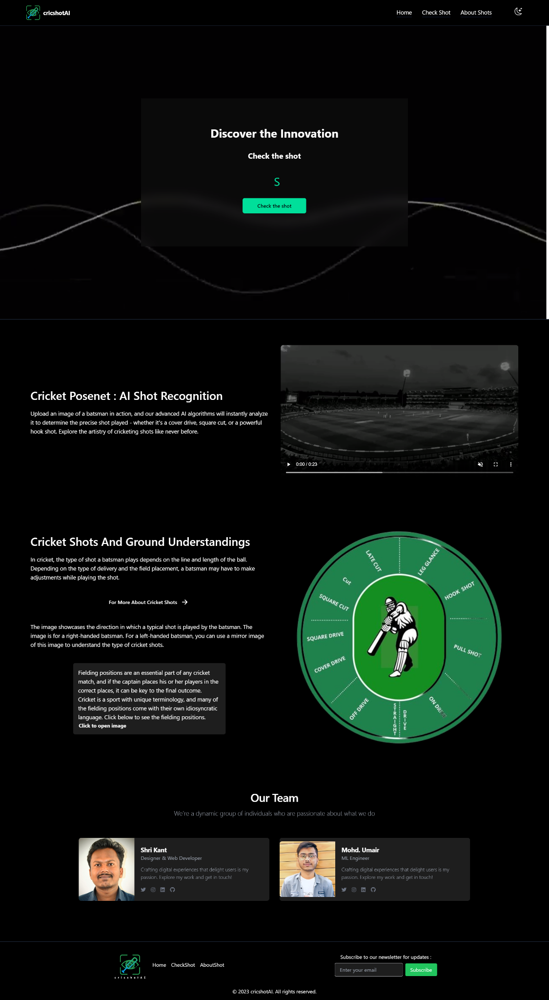 cricshotAI
Home Check Shot About Shots
Discover the Innovation
Check the shot
S
Check the shot
Cricket Posenet : AI Shot Recognition
Upload an image of a batsman in action, and our advanced AI algorithms will instantly analyze
it to determine the precise shot played - whether it's a cover drive, square cut, or a powerful
hook shot. Explore the artistry of cricketing shots like never before.
0:00 / 0:23
Cricket Shots And Ground Understandings
In cricket, the type of shot a batsman plays depends on the line and length of the ball.
Depending on the type of delivery and the field placement, a batsman may have to make
adjustments while playing the shot.
For More About Cricket Shots
The image showcases the direction in which a typical shot is played by the batsman. The
image is for a right-handed batsman. For a left-handed batsman, you can use a mirror image
of this image to understand the type of cricket shots.
Fielding positions are an essential part of any cricket
match, and if the captain places his or her players in the
correct places, it can be key to the final outcome.
Cricket is a sport with unique terminology, and many of
the fielding positions come with their own idiosyncratic
language. Click below to see the fielding positions.
Click to open image
LATE CUT
LEG GLANCE
Cut
HOOK SHOT
SQUARE CUT
SQUARE DRIVE
PULL SHOT
COVER DRIVE
OFF DRIVE
STRAIGHT DRIVE
ON DRIVE
Our Team
We're a dynamic group of individuals who are passionate about what we do
Shri Kant
Designer & Web Developer
Crafting digital experiences that delight users is my
passion. Explore my work and get in touch!
Mohd. Umair
ML Engineer
Crafting digital experiences that delight users is my
passion. Explore my work and get in touch!
cricshotAI
Home CheckShot AboutShot
Subscribe to our newsletter for updates :
Enter your email
Subscribe
© 2023 cricshotAI. All rights reserved.